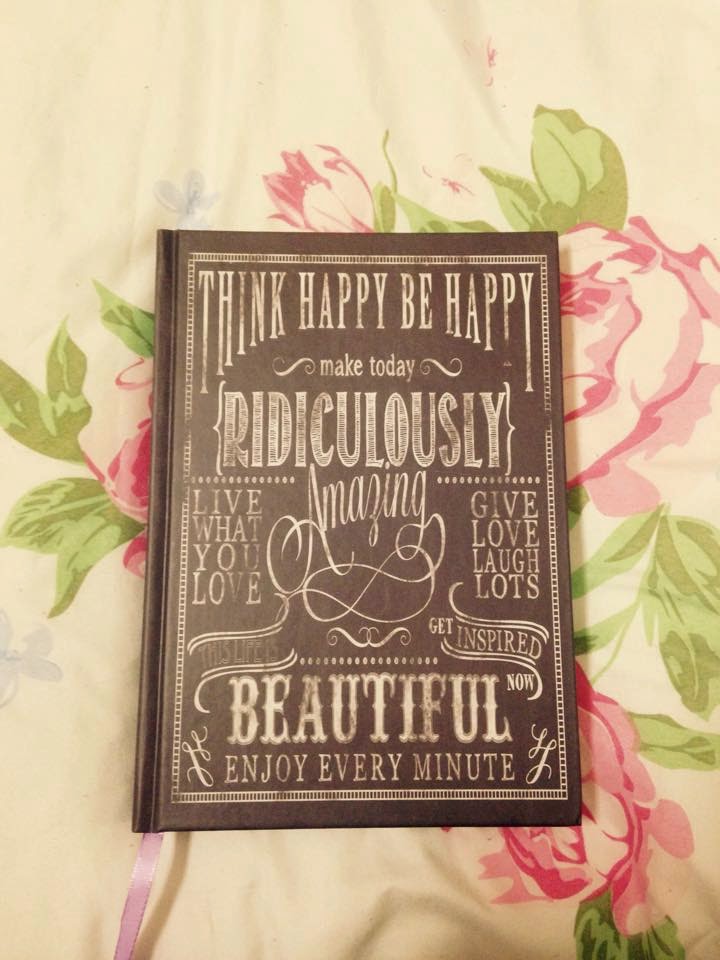 THINK HAPPY BE HAPPY
make today
RIDICULOUSLY
Amazing
LIVE
WHAT
YOU
LOVE
GIVE
LOVE
LAUGH
LOTS
THIS LIFE IS
GET INSPIRED
NOW
BEAUTIFUL
ENJOY EVERY MINUTE